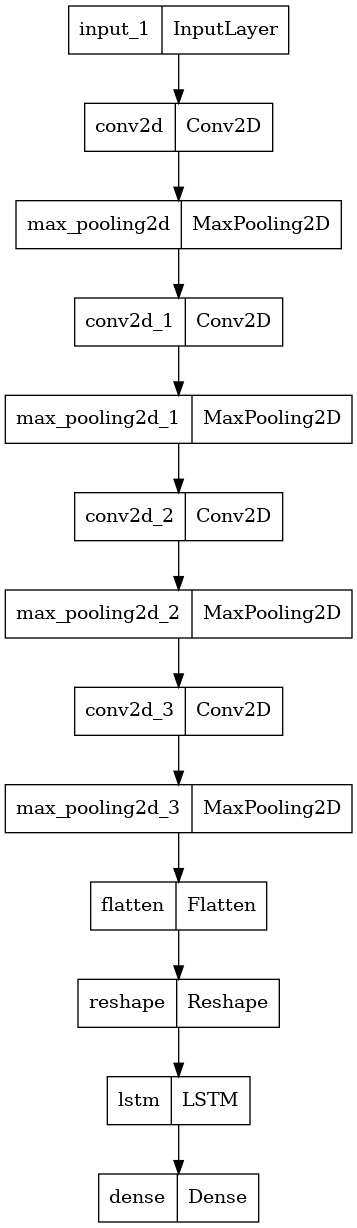 input_1 InputLayer
conv2d Conv2D
max_pooling2d MaxPooling2D
conv2d_1 Conv2D
max_pooling2d_1 MaxPooling2D
conv2d_2 Conv2D
max_pooling2d_2 MaxPooling2D
conv2d_3 Conv2D
max_pooling2d_3 MaxPooling2D
flatten Flatten
reshape Reshape
lstm LSTM
dense Dense